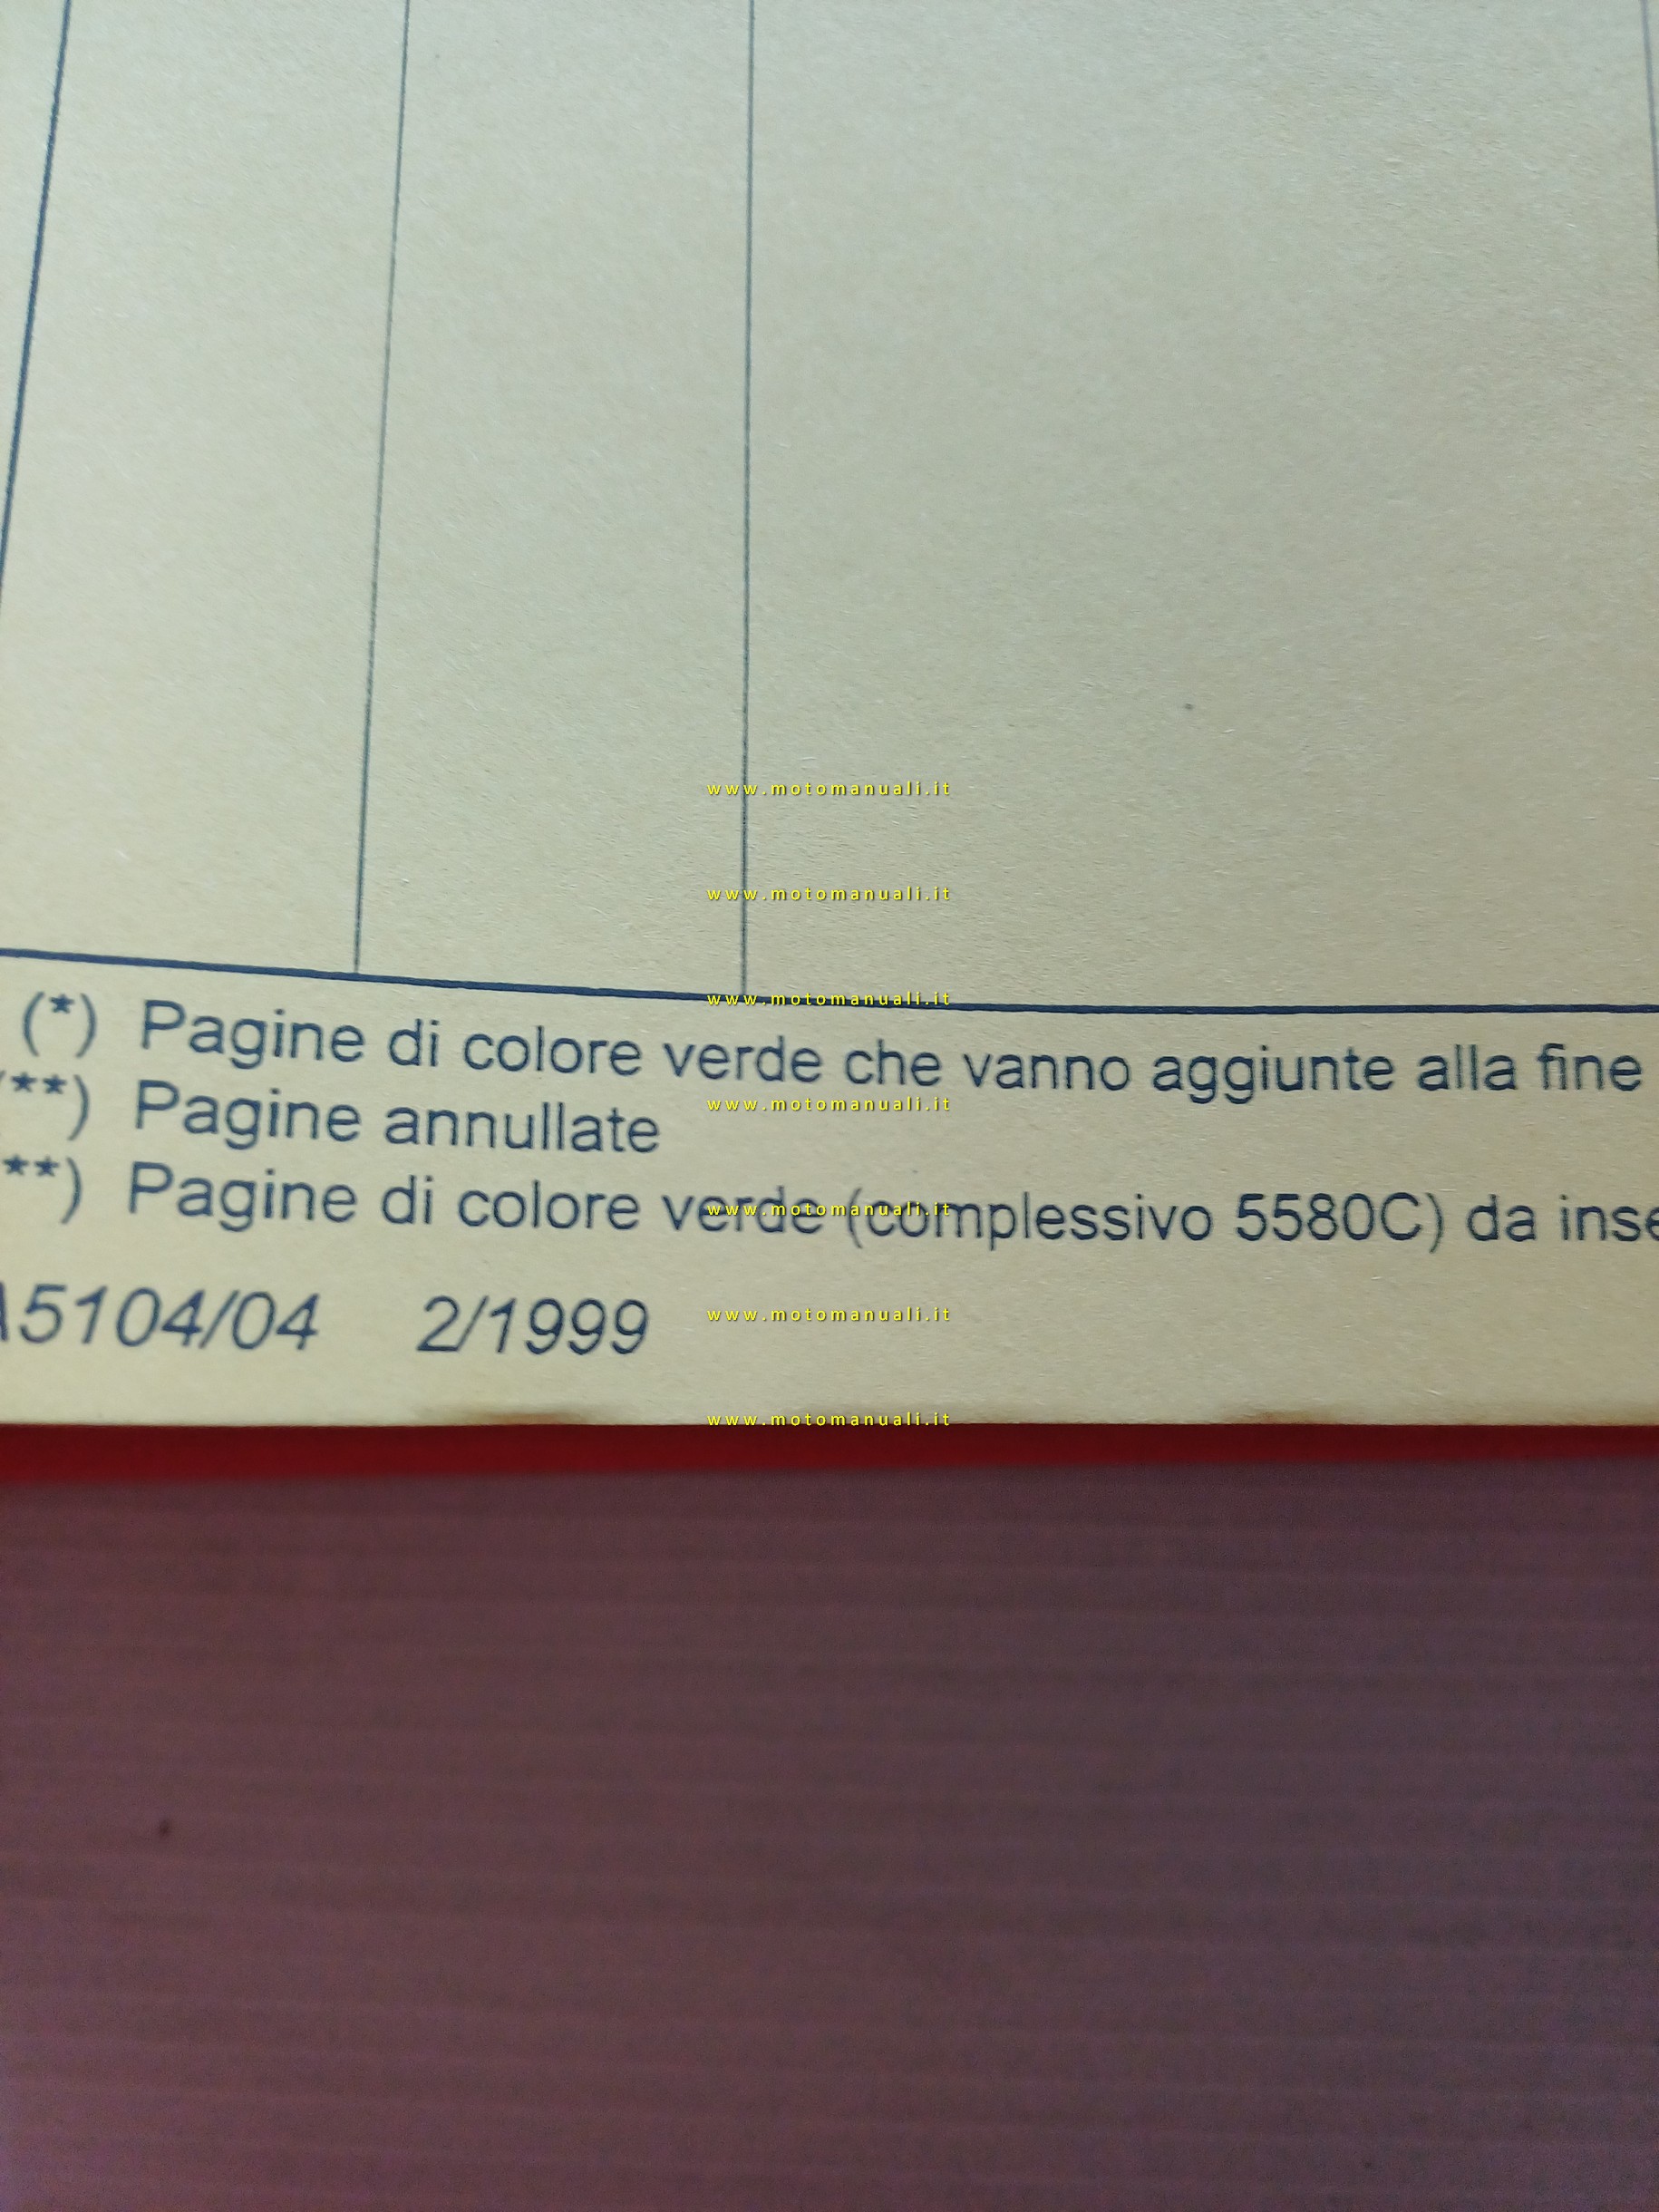 www.motomanuali.it
www.motomanuali.it
www.motomanuali.it
(*) Pagine di colore verde che vanno aggiunte alla fine
www.motomanuali.it
**) Pagine annullate
**) Pagine di colore verde (complessivo 5580C) da inse
www.motomanuali.it
A5104/04 2/1999
www.motomanuali.it
www.motomanuali.it